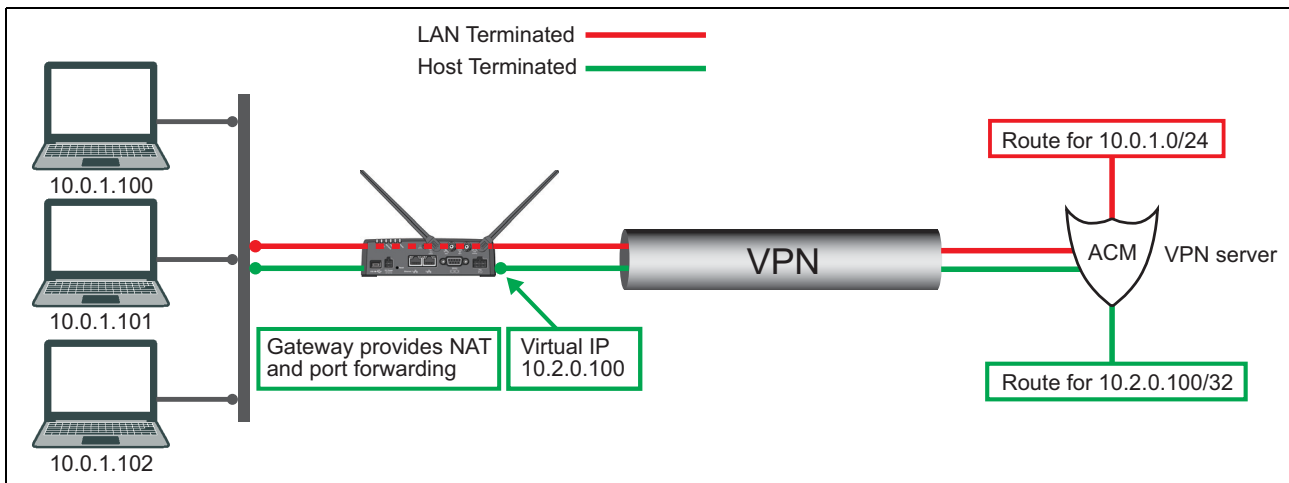 LAN Terminated
Host Terminated
10.0.1.100
10.0.1.101
10.0.1.102
Gateway provides NAT
and port forwarding
Virtual IP
10.2.0.100
VPN
Route for 10.0.1.0/24
ACM
VPN server
Route for 10.2.0.100/32